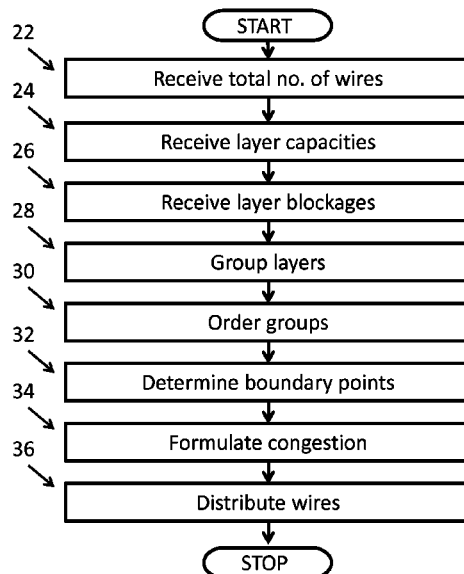 START
22
Receive total no. of wires
24
Receive layer capacities
26
Receive layer blockages
28
Group layers
30
Order groups
32
Determine boundary points
34
Formulate congestion
36
Distribute wires
STOP